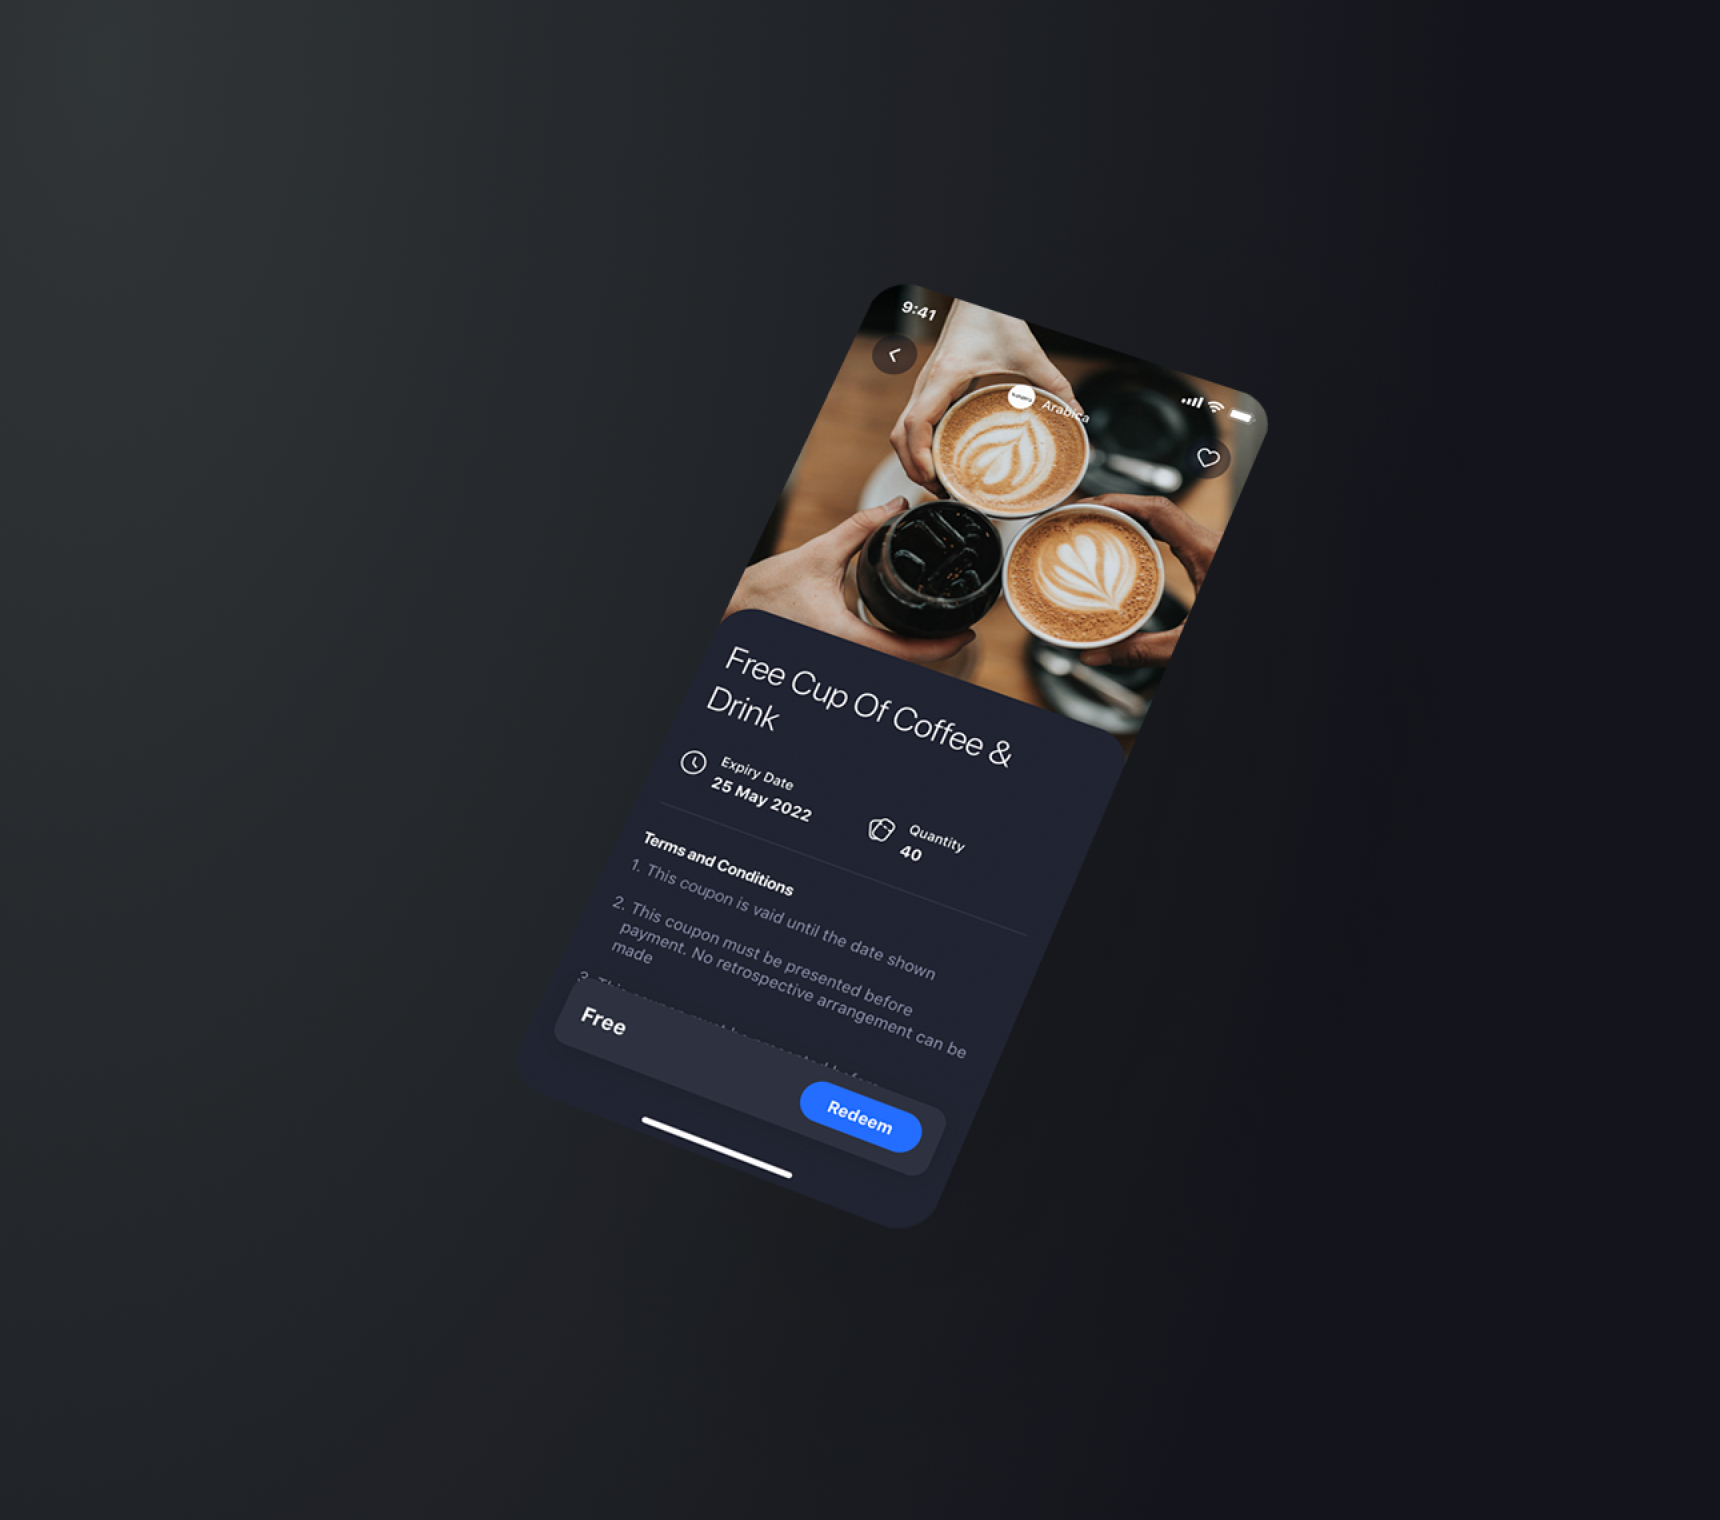 9:41
Arabica
Free Cup Of Coffee &
Drink
Expiry Date
25 May 2022
Quantity
40
Terms and Conditions
1. This coupon is vaid until the date shown
2. This coupon must be presented before
payment. No retrospective arrangement can be
made
Free
Redeem